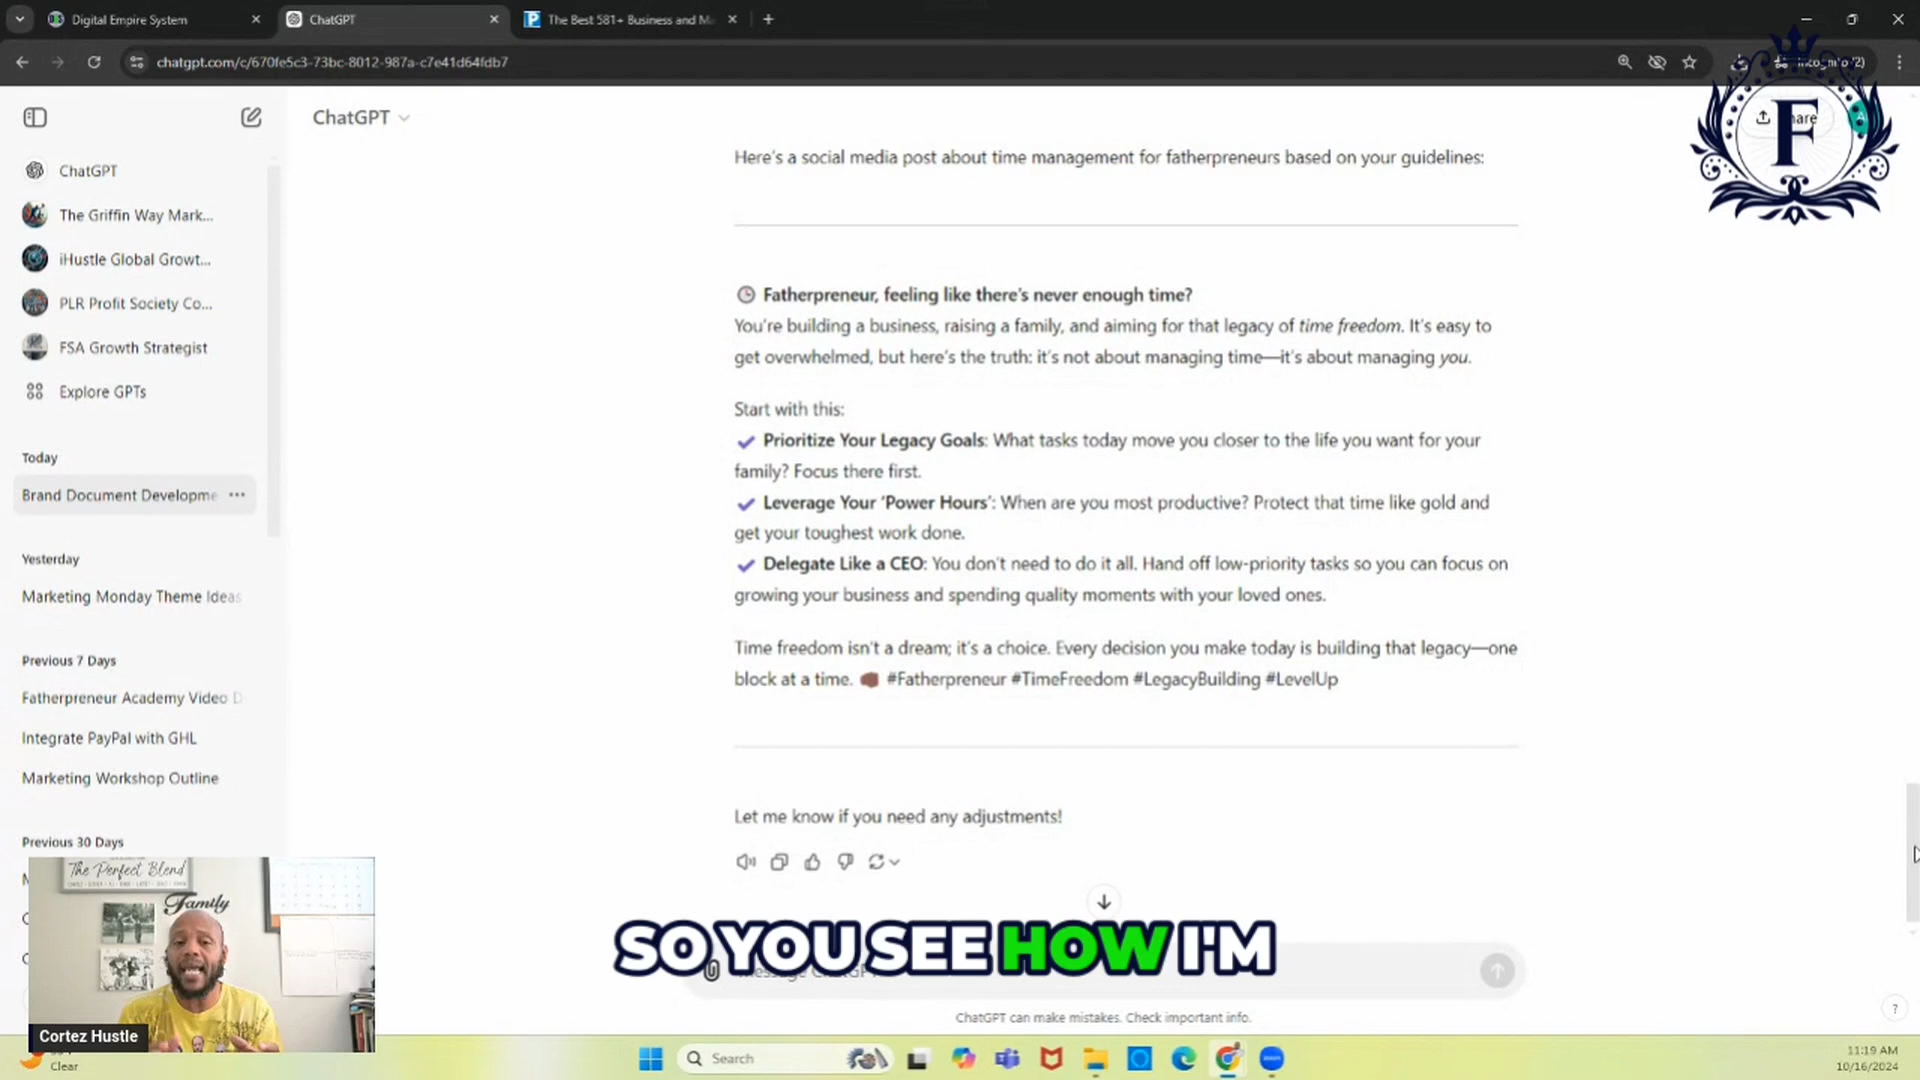 Digital Empire System
ChatGPT
The Best 581+ Business and Ma
chatgpt.com/c/670fe5c3-73bc-8012-987a-c7e41d64fdb7
Incognito (2)
ChatGPT
Share
F
ChatGPT
The Griffin Way Mark...
iHustle Global Growt...
PLR Profit Society Co...
FSA Growth Strategist
Explore GPTs
Today
Brand Document Developme
Yesterday
Marketing Monday Theme Ideas
Previous 7 Days
Fatherpreneur Academy Video D
Integrate PayPal with GHL
Marketing Workshop Outline
Previous 30 Days
Here's a social media post about time management for fatherpreneurs based on your guidelines:
Fatherpreneur, feeling like there's never enough time?
You're building a business, raising a family, and aiming for that legacy of time freedom. It's easy to
get overwhelmed, but here's the truth: it's not about managing time—it's about managing you.
Start with this:
Prioritize Your Legacy Goals: What tasks today move you closer to the life you want for your
family? Focus there first.
Leverage Your 'Power Hours': When are you most productive? Protect that time like gold and
get your toughest work done.
Delegate Like a CEO: You don't need to do it all. Hand off low-priority tasks so you can focus on
growing your business and spending quality moments with your loved ones.
Time freedom isn't a dream; it's a choice. Every decision you make today is building that legacy—one
block at a time. #Fatherpreneur #TimeFreedom #LegacyBuilding #LevelUp
Let me know if you need any adjustments!
SO YOU SEE HOW I'M
ChatGPT can make mistakes. Check important info.
?
The Perfect Blend
Family
Cortez Hustle
Clear
Search
11:19 AM
10/16/2024